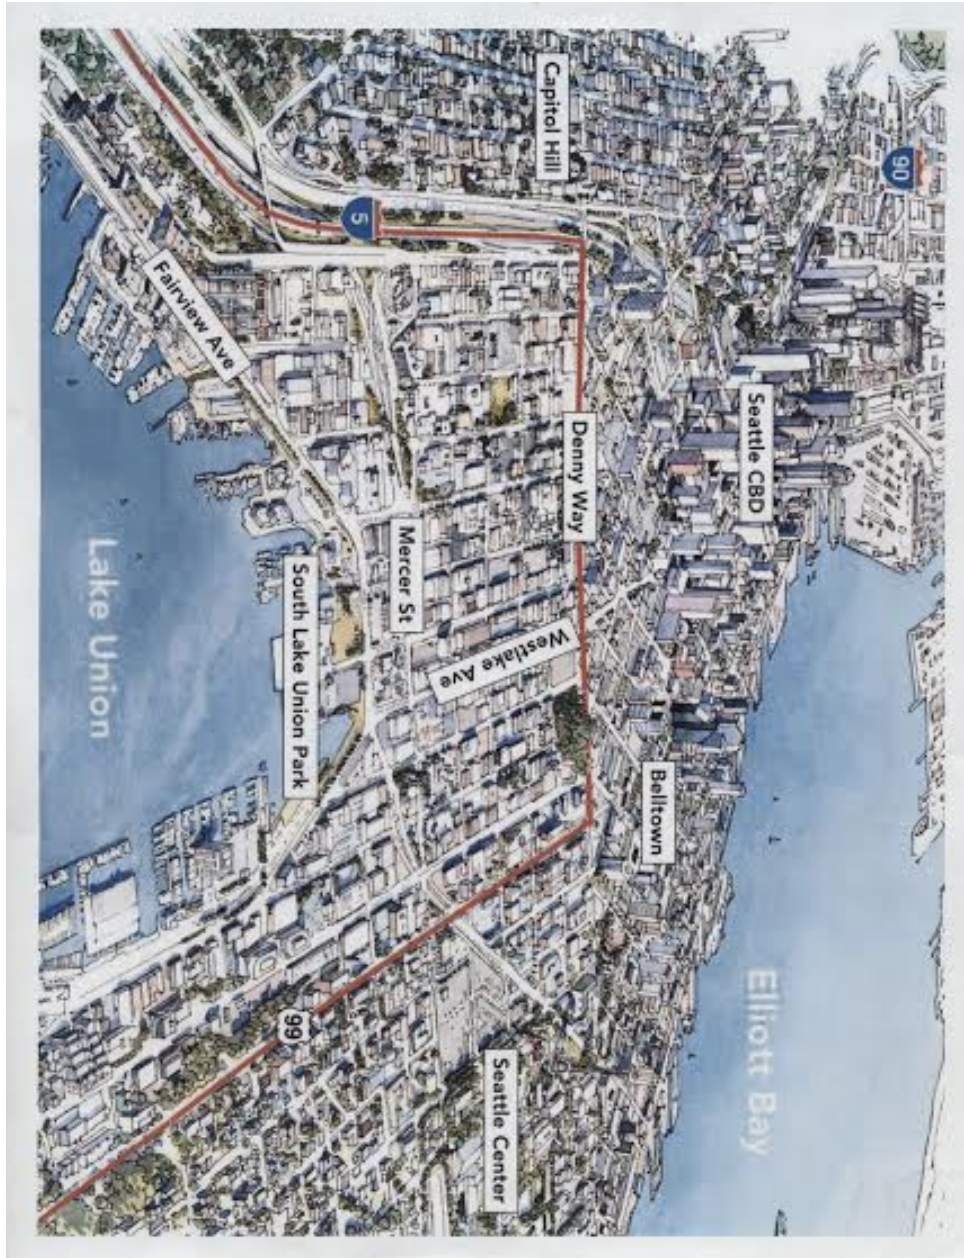 90
Elliott Bay
Seattle CBD
Belltown
Capitol Hill
Denny Way
Westlake Ave
Seattle Center
Mercer St
5
South Lake Union Park
99
Fairview Ave
Lake Union